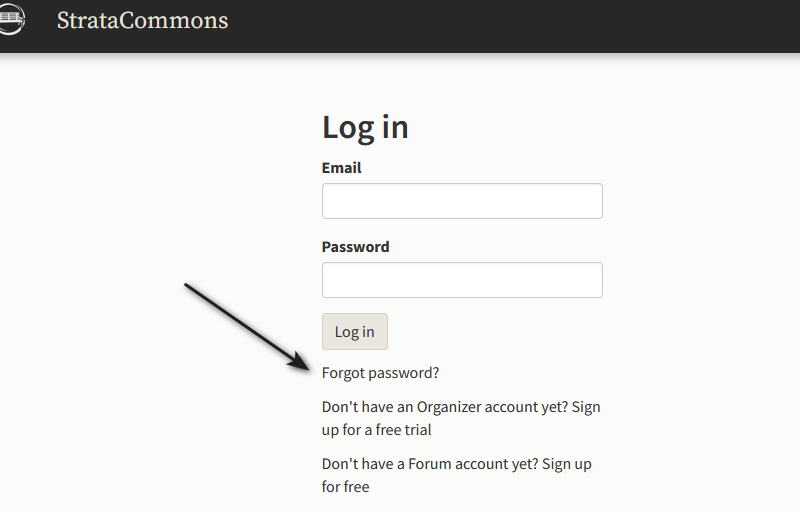 StrataCommons
Log in
Email
Password
Log in
Forgot password?
Don't have an Organizer account yet? Sign
up for a free trial
Don't have a Forum account yet? Sign up
for free